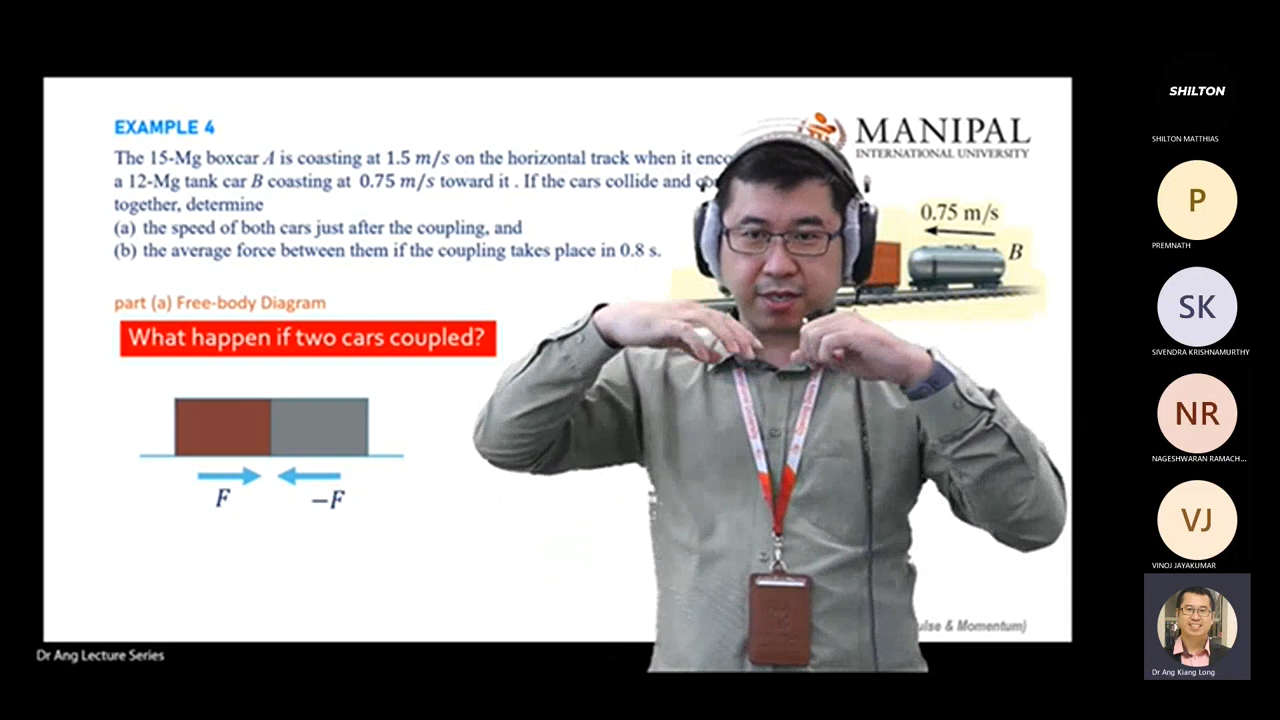 EXAMPLE 4
MANIPAL
INTERNATIONAL UNIVERSITY
The 15-Mg boxcar A is coasting at 1.5 m/s on the horizontal track when it
a 12-Mg tank car B coasting at 0.75 m/s toward it . If the cars collide and
together, determine
(a) the speed of both cars just after the coupling, and
(b) the average force between them if the coupling takes place in 0.8 s.
0.75 m/s
B
part (a) Free-body Diagram
What happen if two cars coupled?
F
−F
& Momentum)
Dr Ang Lecture Series
SHILTON
SHILTON MATTHIAS
P
PREMNATH
SK
SIVENDRA KRISHNAMURTHY
NR
NAGESHWARAN RAMACH...
VJ
VINOJ JAYAKUMAR
Dr Ang Kiang Long